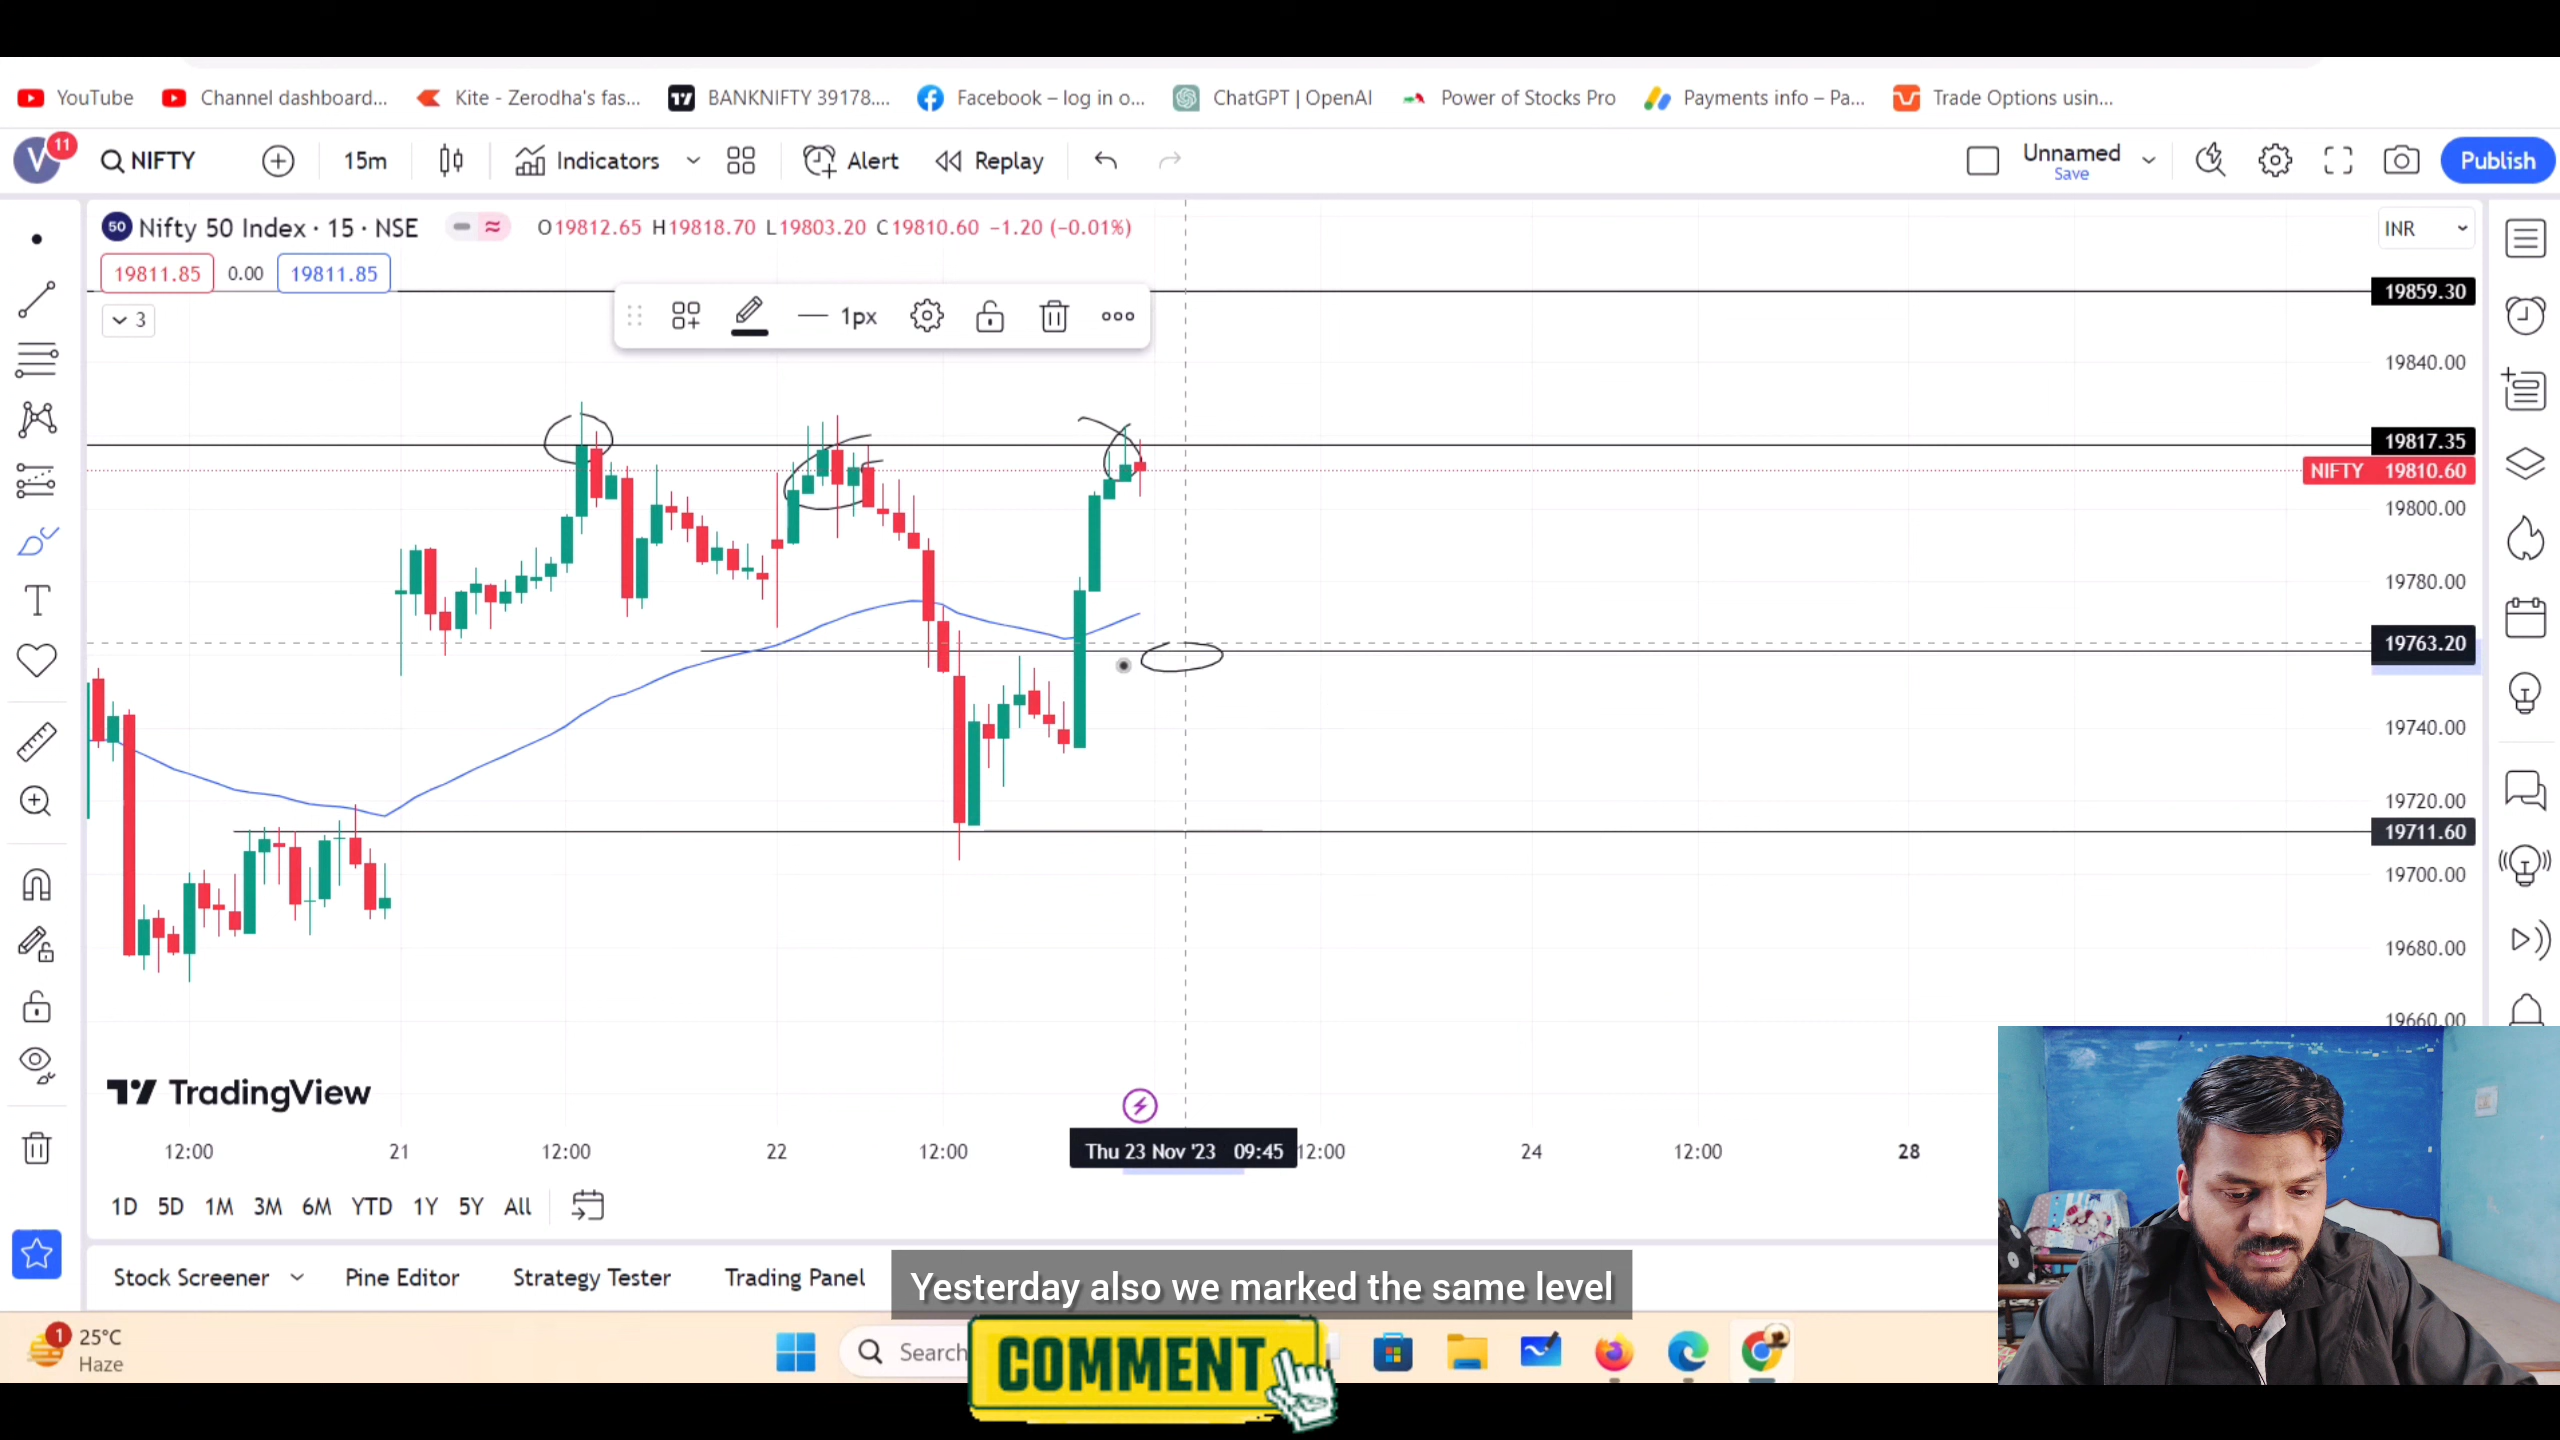 YouTube
Channel dashboard...
Kite - Zerodha's fas...
BANKNIFTY 39178....
Facebook – log in o...
ChatGPT | OpenAI
Power of Stocks Pro
Payments info – Pa...
Trade Options usin...
V
11
NIFTY
15m
Indicators
Alert
Replay
Unnamed
Save
Publish
50
Nifty 50 Index · 15 · NSE
O19812.65 H19818.70 L19803.20 C19810.60 −1.20 (−0.01%)
INR
19811.85
0.00
19811.85
3
1px
19859.30
19840.00
19817.35
NIFTY 19810.60
19800.00
19780.00
19763.20
19740.00
19720.00
19711.60
19700.00
19680.00
19660.00
TradingView
12:00
21
12:00
22
12:00
Thu 23 Nov '23 09:45
12:00
24
12:00
28
1D 5D 1M 3M 6M YTD 1Y 5Y All
Stock Screener
Pine Editor
Strategy Tester
Trading Panel
Yesterday also we marked the same level
1
25°C
Haze
Search
COMMENT